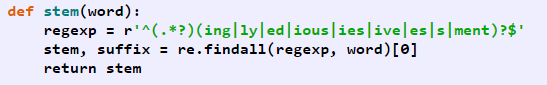 def stem(word):
    regexp = r'^(.*?)(ing|ly|ed|ious|ies|ive|es|s|ment)?$'
    stem, suffix = re.findall(regexp, word)[0]
    return stem